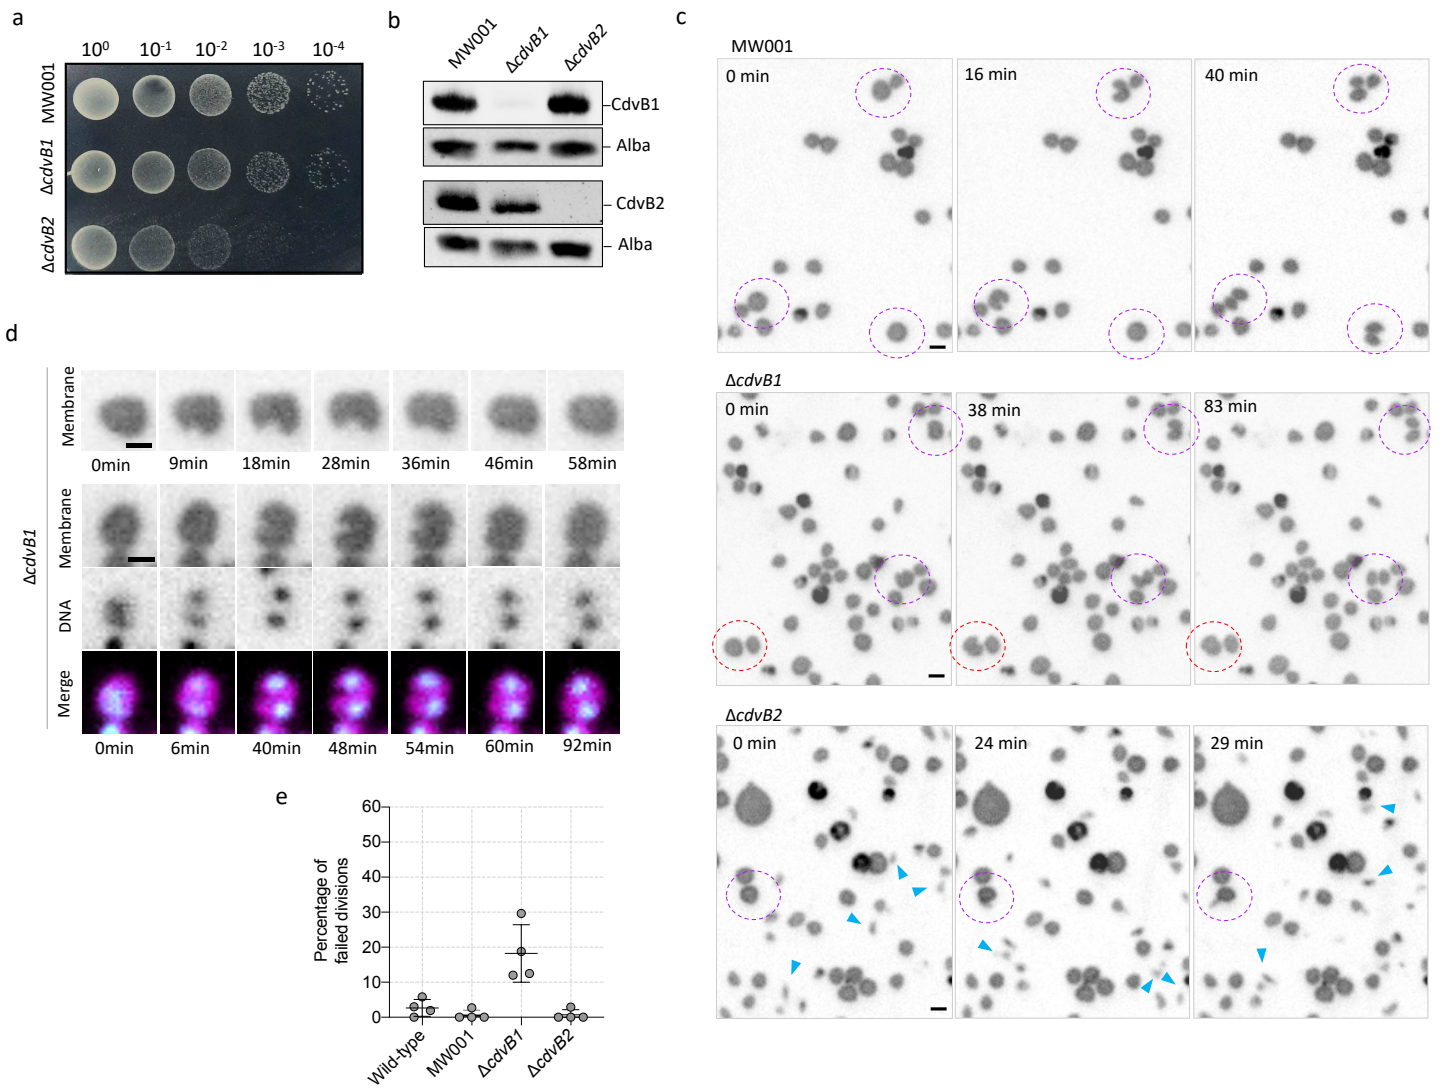 a
10⁰ 10⁻¹ 10⁻² 10⁻³ 10⁻⁴
MW001
ΔcdvB1
ΔcdvB2
b
MW001 ΔcdvB1 ΔcdvB2
CdvB1
Alba
CdvB2
Alba
c
MW001
0 min 16 min 40 min
ΔcdvB1
0 min 38 min 83 min
ΔcdvB2
0 min 24 min 29 min
d
ΔcdvB1
Membrane
0min 9min 18min 28min 36min 46min 58min
Membrane
DNA
Merge
0min 6min 40min 48min 54min 60min 92min
e
Percentage of
failed divisions
60
50
40
30
20
10
0
Wild-type MW001 ΔcdvB1 ΔcdvB2